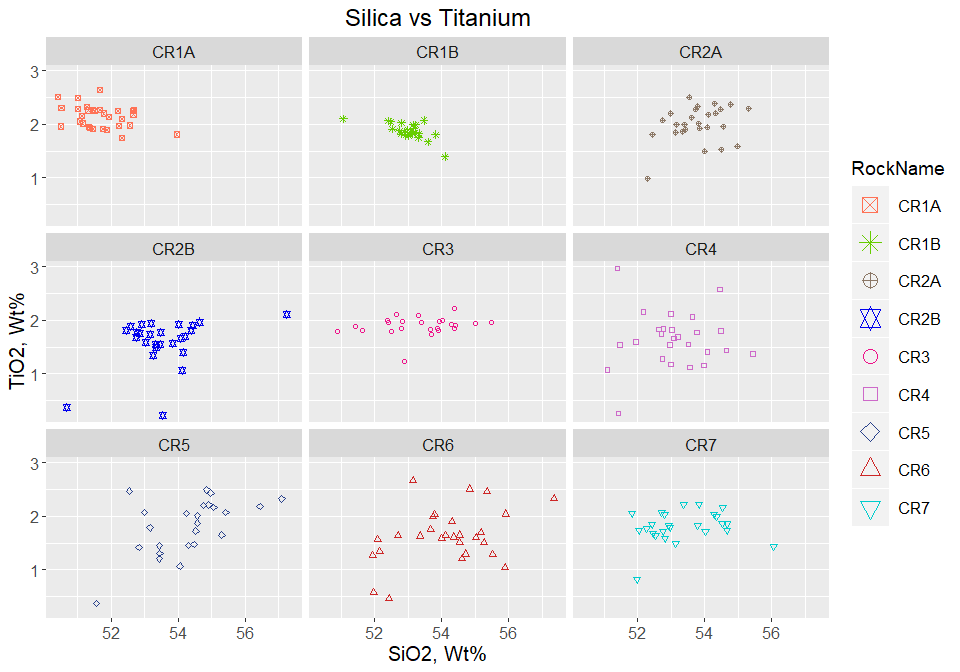 Silica vs Titanium
CR1A
CR1B
CR2A
3
2
1
CR2B
CR3
CR4
3
2
1
CR5
CR6
CR7
3
2
1
52
54
56
52
54
56
52
54
56
SiO2, Wt%
TiO2, Wt%
RockName
CR1A
CR1B
CR2A
CR2B
CR3
CR4
CR5
CR6
CR7